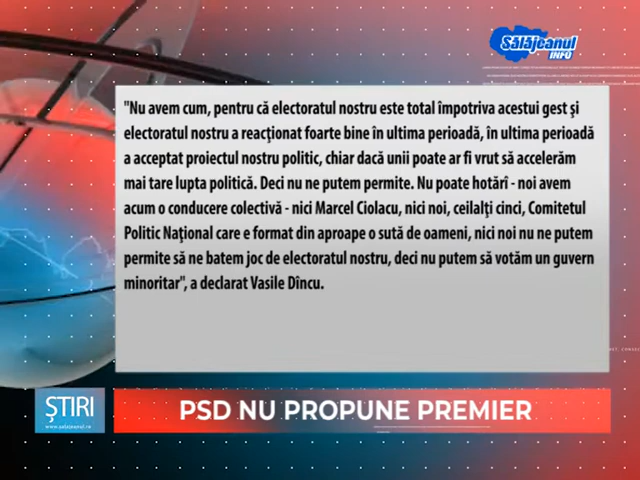 Sălăjeanul
INFO
"Nu avem cum, pentru că electoratul nostru este total împotriva acestui gest şi
electoratul nostru a reacţionat foarte bine în ultima perioadă, în ultima perioadă
a acceptat proiectul nostru politic, chiar dacă unii poate ar fi vrut să accelerăm
mai tare lupta politică. Deci nu ne putem permite. Nu poate hotărî - noi avem
acum o conducere colectivă - nici Marcel Ciolacu, nici noi, ceilalţi cinci, Comitetul
Politic Naţional care e format din aproape o sută de oameni, nici noi nu ne putem
permite să ne batem joc de electoratul nostru, deci nu putem să votăm un guvern
minoritar", a declarat Vasile Dîncu.
ŞTIRI
www.salajeanul.ro
PSD NU PROPUNE PREMIER